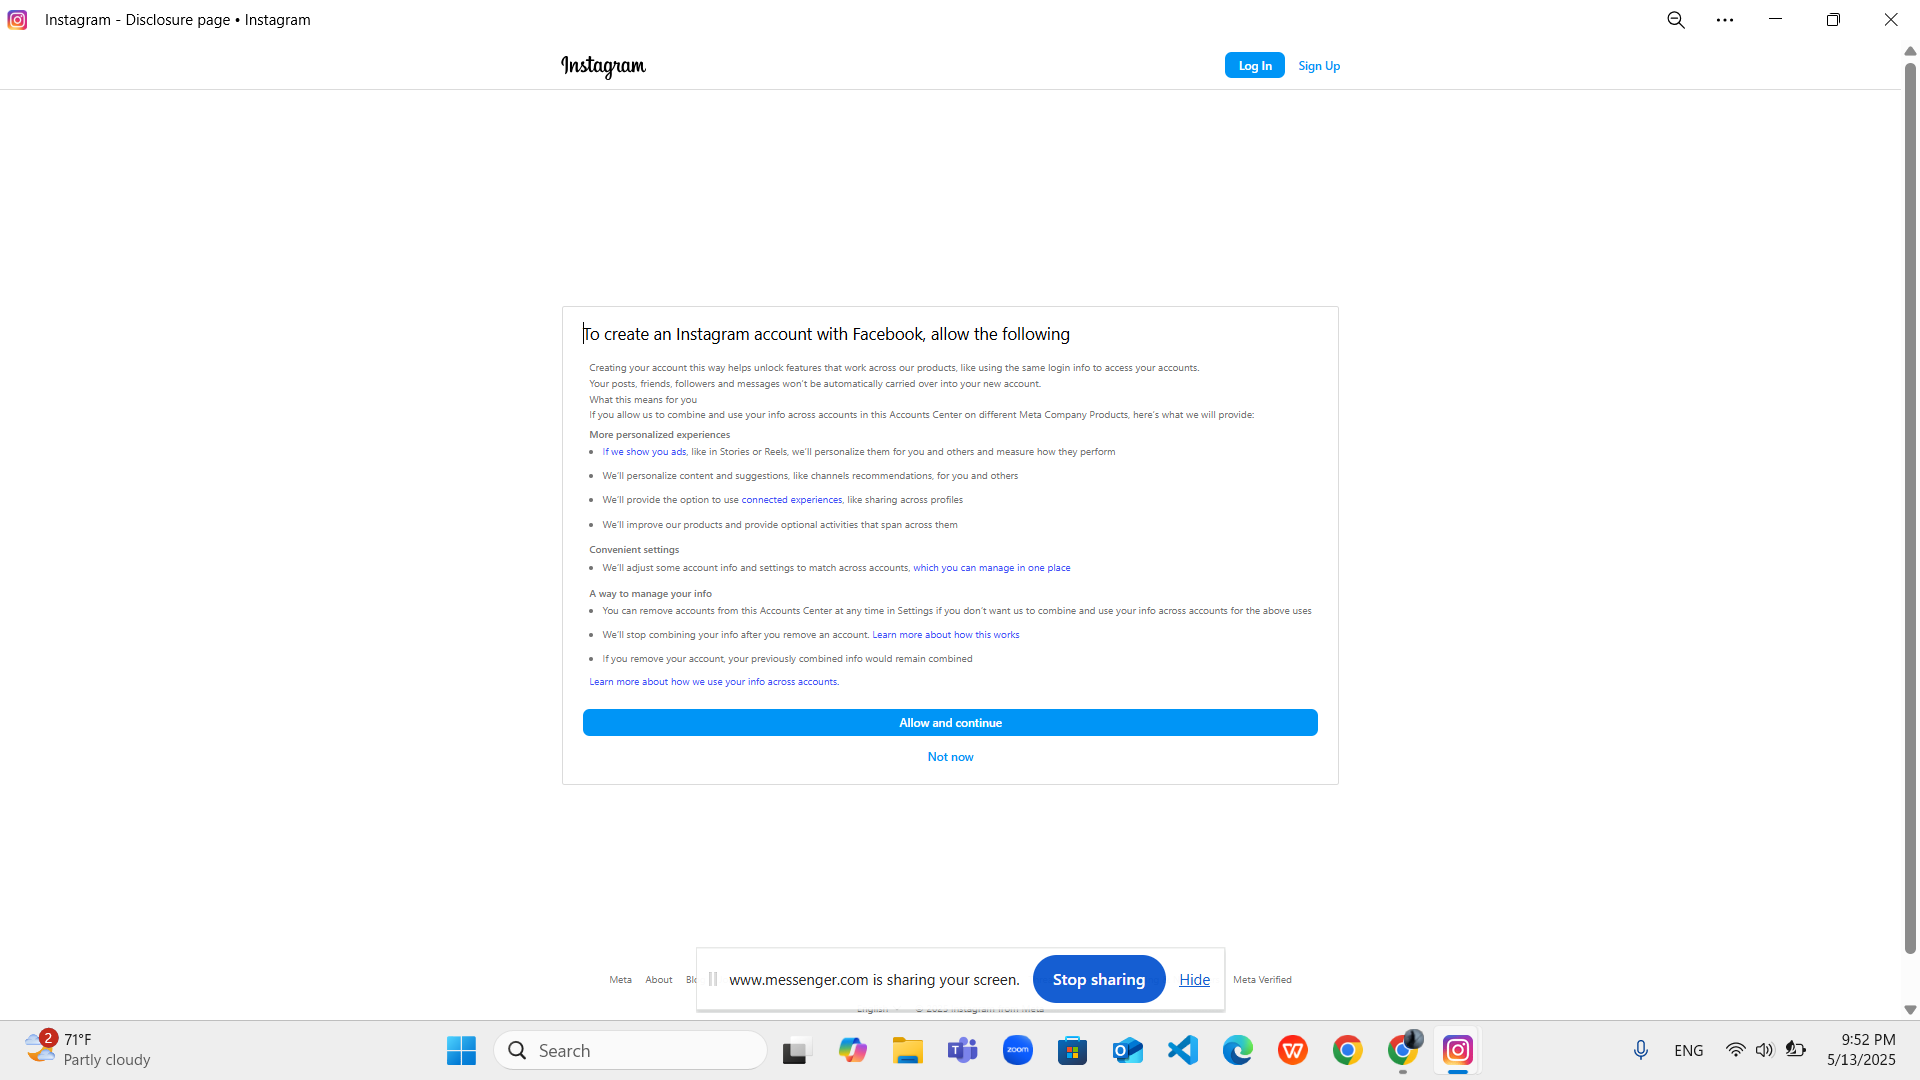 Instagram - Disclosure page • Instagram
Instagram
Log In
Sign Up
To create an Instagram account with Facebook, allow the following
Creating your account this way helps unlock features that work across our products, like using the same login info to access your accounts.
Your posts, friends, followers and messages won't be automatically carried over into your new account.
What this means for you
If you allow us to combine and use your info across accounts in this Accounts Center on different Meta Company Products, here's what we will provide:
More personalized experiences
• If we show you ads, like in Stories or Reels, we'll personalize them for you and others and measure how they perform
• We'll personalize content and suggestions, like channels recommendations, for you and others
• We'll provide the option to use connected experiences, like sharing across profiles
• We'll improve our products and provide optional activities that span across them
Convenient settings
• We'll adjust some account info and settings to match across accounts, which you can manage in one place
A way to manage your info
• You can remove accounts from this Accounts Center at any time in Settings if you don't want us to combine and use your info across accounts for the above uses
• We'll stop combining your info after you remove an account. Learn more about how this works
• If you remove your account, your previously combined info would remain combined
Learn more about how we use your info across accounts.
Allow and continue
Not now
Meta About Meta Verified
www.messenger.com is sharing your screen. Stop sharing Hide
English © 2025 Instagram from Meta
2
71°F
Partly cloudy
Search
zoom
ENG
9:52 PM
5/13/2025